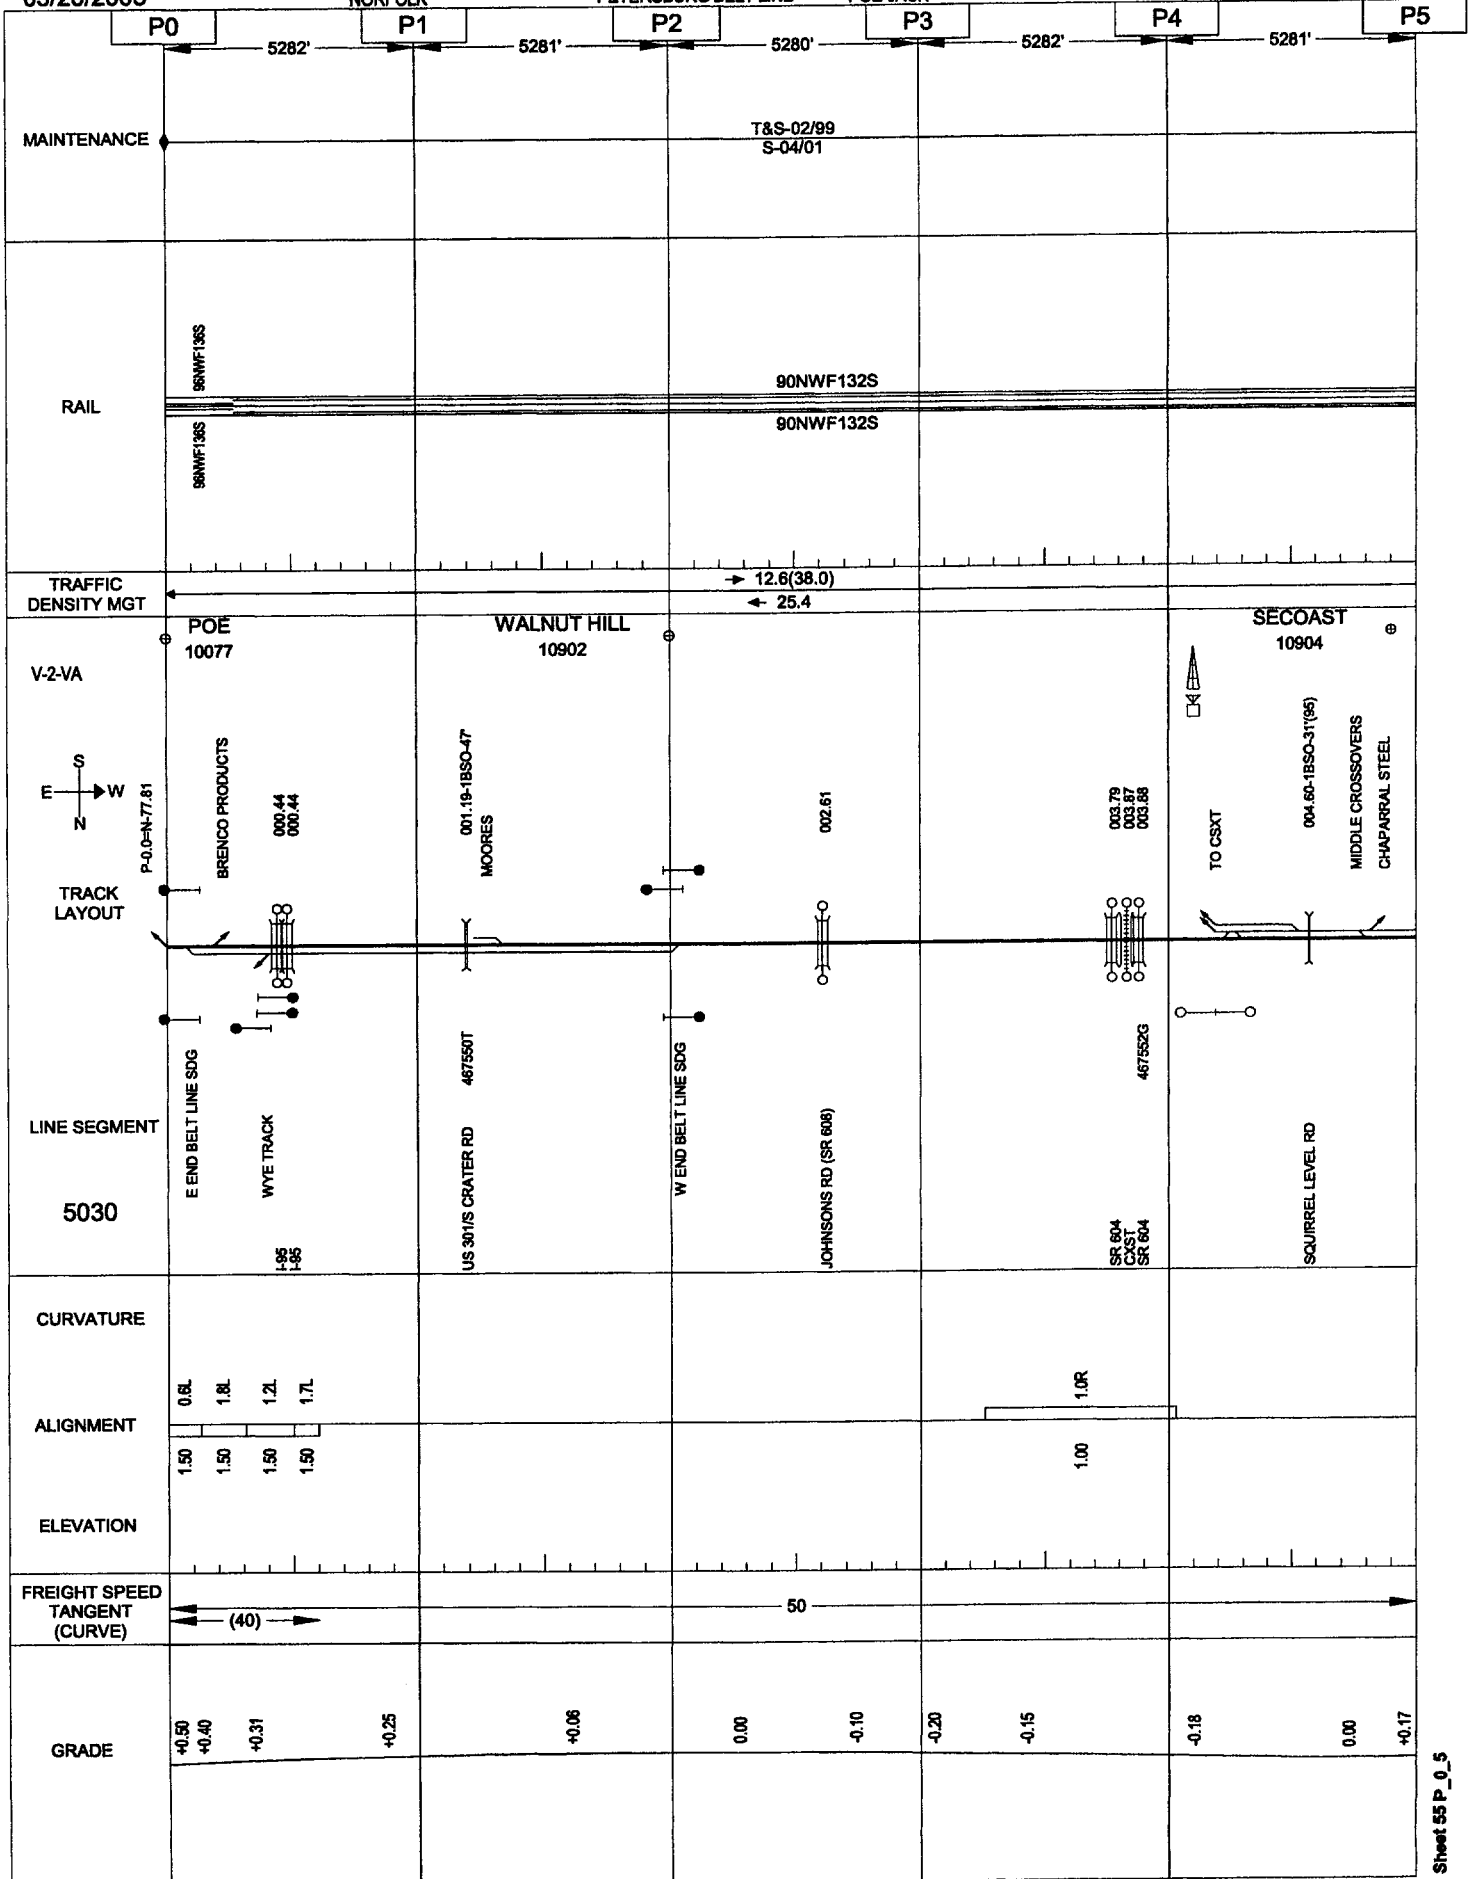 P0 P1 P2 P3 P4 P5
5282' 5281' 5280' 5282' 5281'
MAINTENANCE
T&S-02/99
S-04/01
RAIL
96NWF136S
96NWF136S
90NWF132S
90NWF132S
TRAFFIC
DENSITY MGT
12.6(38.0)
25.4
POE
10077
WALNUT HILL
10902
SECOAST
10904
V-2-VA
S
E W
N
P-0.0=N-77.81
BRENCO PRODUCTS
000.44
000.44
001.19-1BSO-47'
MOORES
002.61
003.79
003.87
003.88
TO CSXT
004.60-1BSO-31'(95)
MIDDLE CROSSOVERS
CHAPARRAL STEEL
TRACK
LAYOUT
LINE SEGMENT
5030
E END BELT LINE SDG
WYE TRACK
I-95
I-95
US 301/S CRATER RD 467550T
W END BELT LINE SDG
JOHNSONS RD (SR 608)
SR 604
CXST
SR 604 467552G
SQUIRREL LEVEL RD
CURVATURE
0.6L 1.8L 1.2L 1.7L 1.0R
ALIGNMENT
1.50 1.50 1.50 1.50 1.00
ELEVATION
FREIGHT SPEED
TANGENT
(CURVE)
50
(40)
GRADE
+0.50 +0.40 +0.31 +0.25 +0.06 0.00 -0.10 -0.20 -0.15 -0.18 0.00 +0.17
Sheet 55 P_0_5